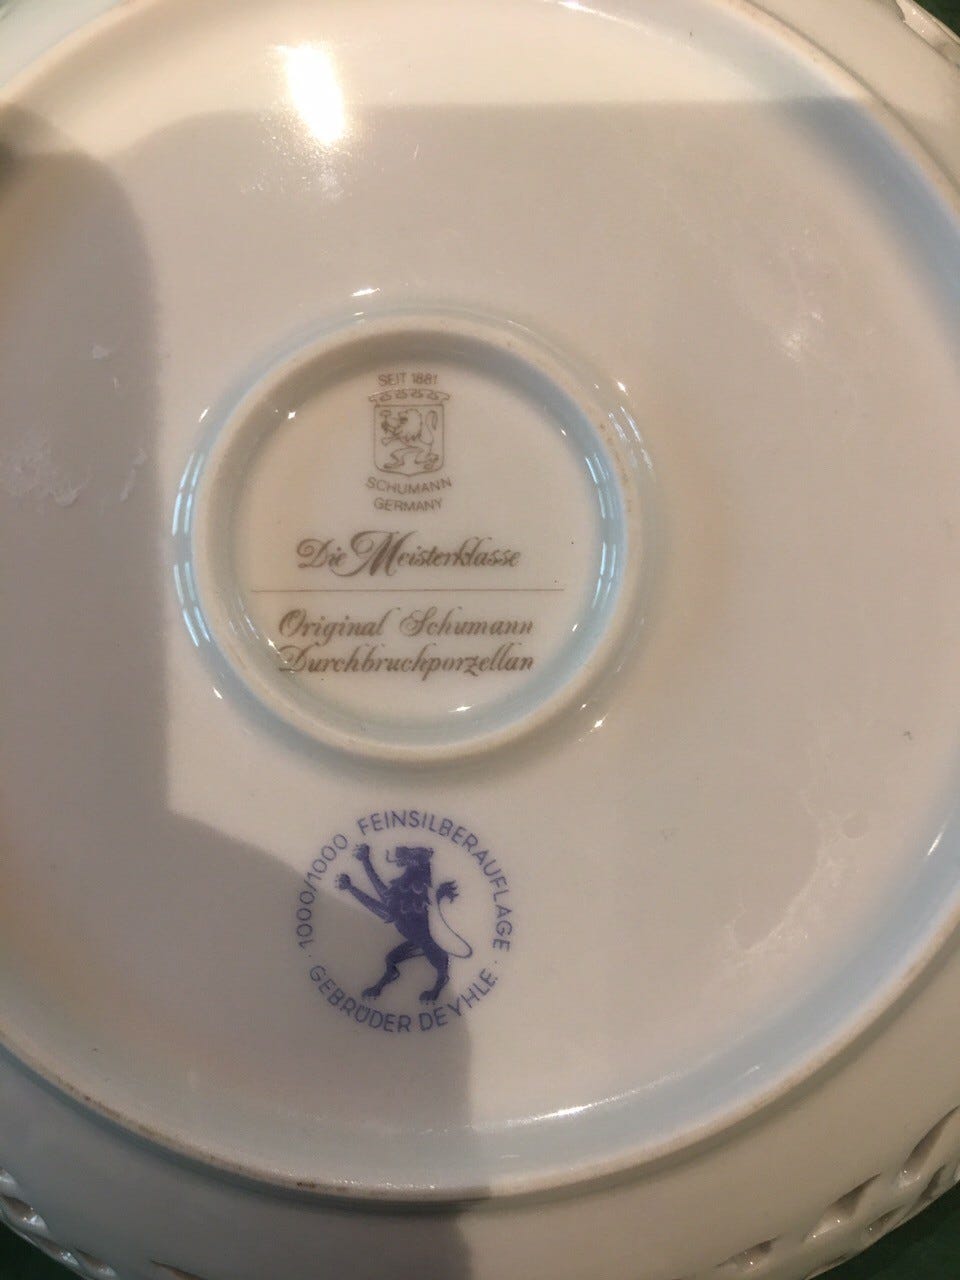 SEIT 1881
SCHUMANN
GERMANY
Die Meisterklasse
Original Schumann
Durchbruchporzellan
1000/1000 FEINSILBERAUFLAGE
· GEBRÜDER DEYHLE ·